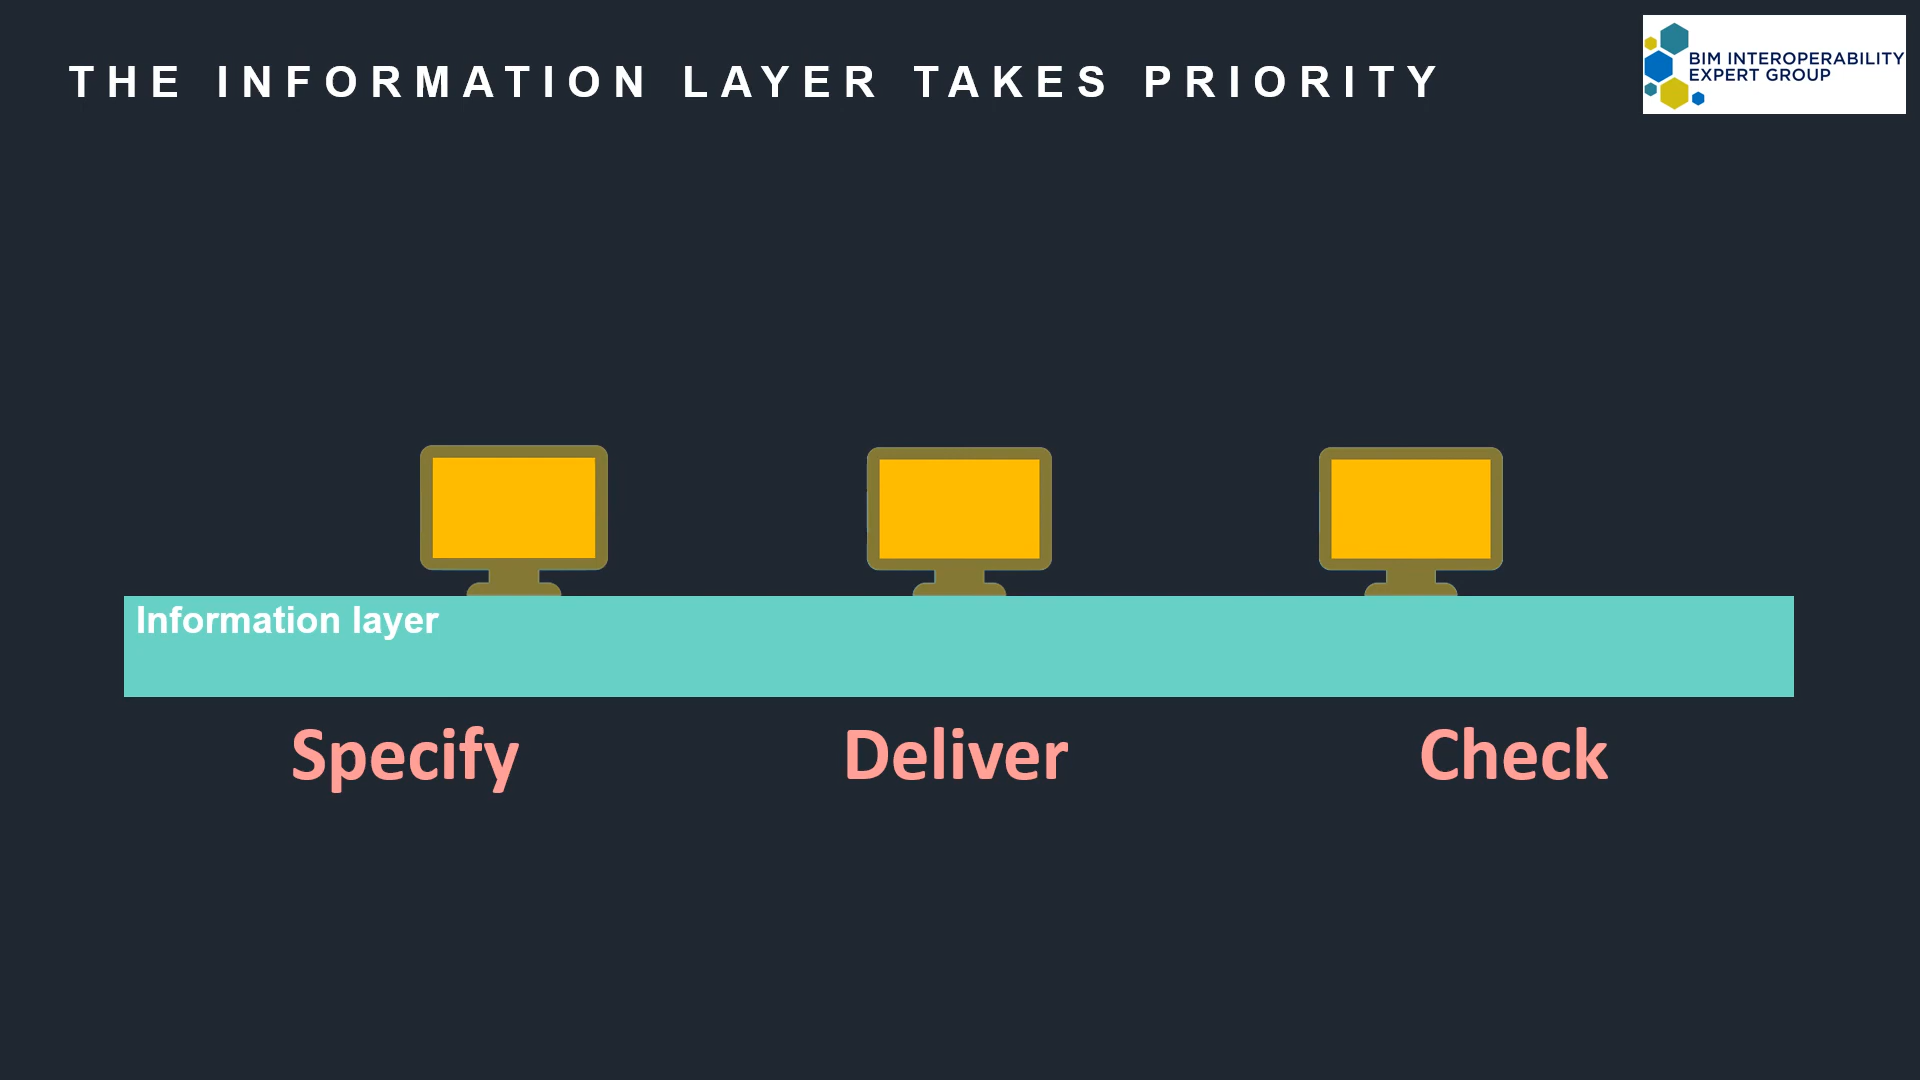 THE INFORMATION LAYER TAKES PRIORITY
BIM INTEROPERABILITY
EXPERT GROUP
Information layer
Specify
Deliver
Check